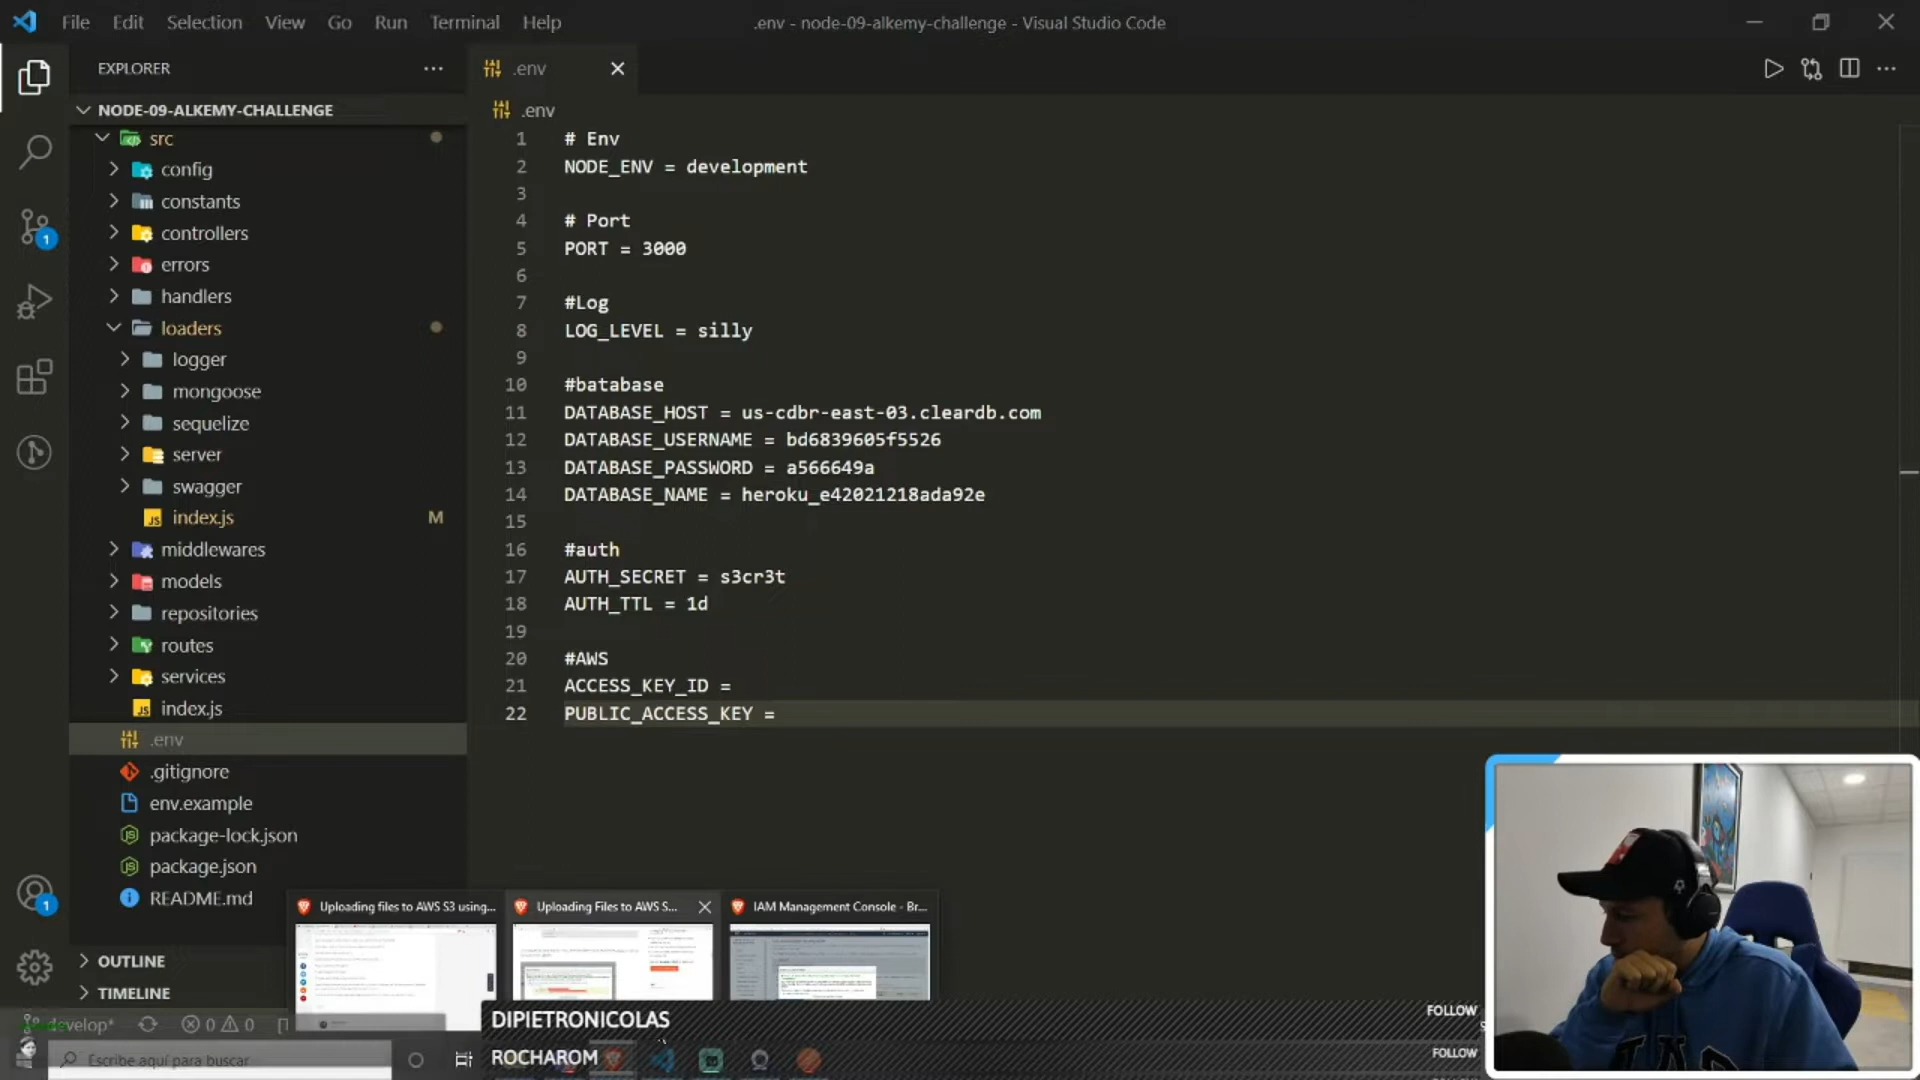 File Edit Selection View Go Run Terminal Help
.env - node-09-alkemy-challenge - Visual Studio Code
EXPLORER
.env
NODE-09-ALKEMY-CHALLENGE
src
config
constants
controllers
errors
handlers
loaders
logger
mongoose
sequelize
server
swagger
index.js M
middlewares
models
repositories
routes
services
index.js
.env
.gitignore
env.example
package-lock.json
package.json
README.md
OUTLINE
TIMELINE
.env
1 # Env
2 NODE_ENV = development
3
4 # Port
5 PORT = 3000
6
7 #Log
8 LOG_LEVEL = silly
9
10 #batabase
11 DATABASE_HOST = us-cdbr-east-03.cleardb.com
12 DATABASE_USERNAME = bd6839605f5526
13 DATABASE_PASSWORD = a566649a
14 DATABASE_NAME = heroku_e42021218ada92e
15
16 #auth
17 AUTH_SECRET = s3cr3t
18 AUTH_TTL = 1d
19
20 #AWS
21 ACCESS_KEY_ID =
22 PUBLIC_ACCESS_KEY =
1
1
Uploading files to AWS S3 using...
Uploading Files to AWS S...
IAM Management Console - Br...
develop* 0 0
DIPIETRONICOLAS FOLLOW
ROCHAROM FOLLOW
Escribe aquí para buscar